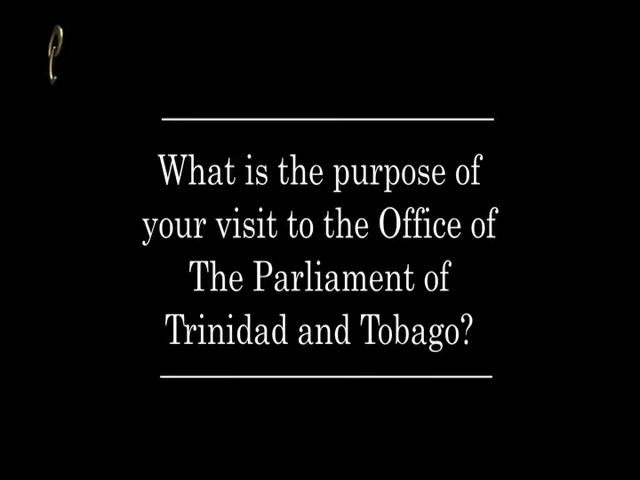 What is the purpose of
your visit to the Office of
The Parliament of
Trinidad and Tobago?